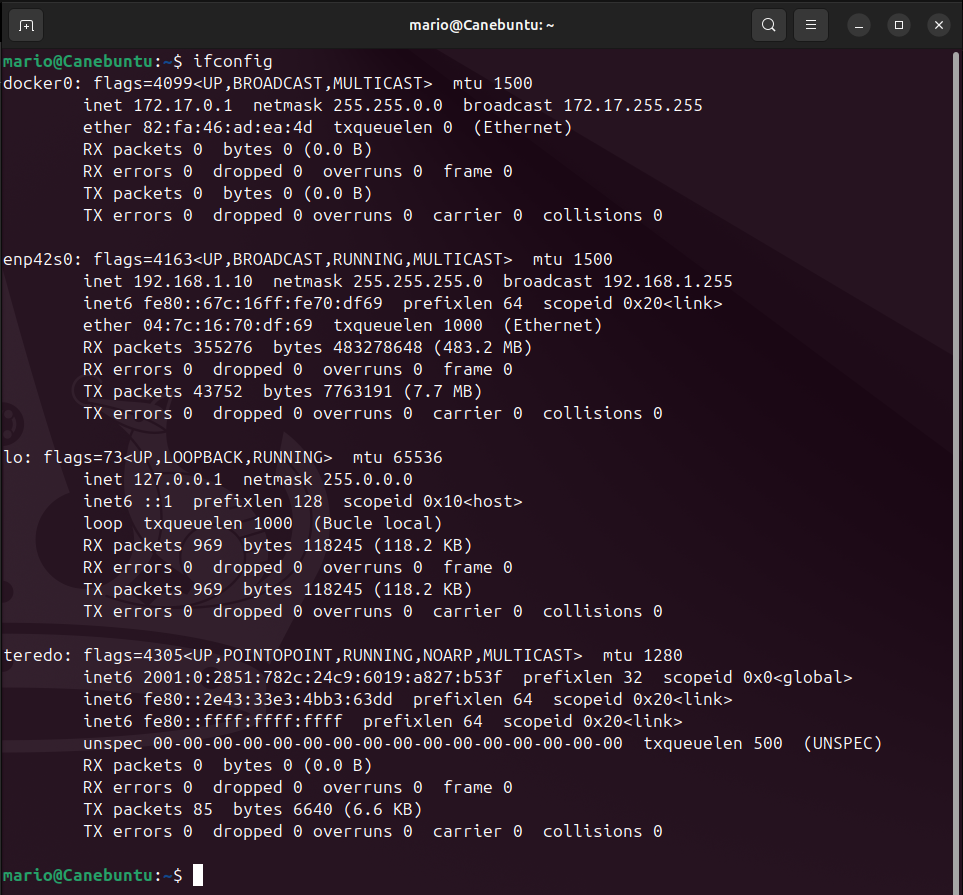 mario@Canebuntu: ~
mario@Canebuntu:~$ ifconfig
docker0: flags=4099<UP,BROADCAST,MULTICAST>  mtu 1500
        inet 172.17.0.1  netmask 255.255.0.0  broadcast 172.17.255.255
        ether 82:fa:46:ad:ea:4d  txqueuelen 0  (Ethernet)
        RX packets 0  bytes 0 (0.0 B)
        RX errors 0  dropped 0  overruns 0  frame 0
        TX packets 0  bytes 0 (0.0 B)
        TX errors 0  dropped 0 overruns 0  carrier 0  collisions 0

enp42s0: flags=4163<UP,BROADCAST,RUNNING,MULTICAST>  mtu 1500
        inet 192.168.1.10  netmask 255.255.255.0  broadcast 192.168.1.255
        inet6 fe80::67c:16ff:fe70:df69  prefixlen 64  scopeid 0x20<link>
        ether 04:7c:16:70:df:69  txqueuelen 1000  (Ethernet)
        RX packets 355276  bytes 483278648 (483.2 MB)
        RX errors 0  dropped 0  overruns 0  frame 0
        TX packets 43752  bytes 7763191 (7.7 MB)
        TX errors 0  dropped 0 overruns 0  carrier 0  collisions 0

lo: flags=73<UP,LOOPBACK,RUNNING>  mtu 65536
        inet 127.0.0.1  netmask 255.0.0.0
        inet6 ::1  prefixlen 128  scopeid 0x10<host>
        loop  txqueuelen 1000  (Bucle local)
        RX packets 969  bytes 118245 (118.2 KB)
        RX errors 0  dropped 0  overruns 0  frame 0
        TX packets 969  bytes 118245 (118.2 KB)
        TX errors 0  dropped 0 overruns 0  carrier 0  collisions 0

teredo: flags=4305<UP,POINTOPOINT,RUNNING,NOARP,MULTICAST>  mtu 1280
        inet6 2001:0:2851:782c:24c9:6019:a827:b53f  prefixlen 32  scopeid 0x0<global>
        inet6 fe80::2e43:33e3:4bb3:63dd  prefixlen 64  scopeid 0x20<link>
        inet6 fe80::ffff:ffff:ffff  prefixlen 64  scopeid 0x20<link>
        unspec 00-00-00-00-00-00-00-00-00-00-00-00-00-00-00-00  txqueuelen 500  (UNSPEC)
        RX packets 0  bytes 0 (0.0 B)
        RX errors 0  dropped 0  overruns 0  frame 0
        TX packets 85  bytes 6640 (6.6 KB)
        TX errors 0  dropped 0 overruns 0  carrier 0  collisions 0

mario@Canebuntu:~$